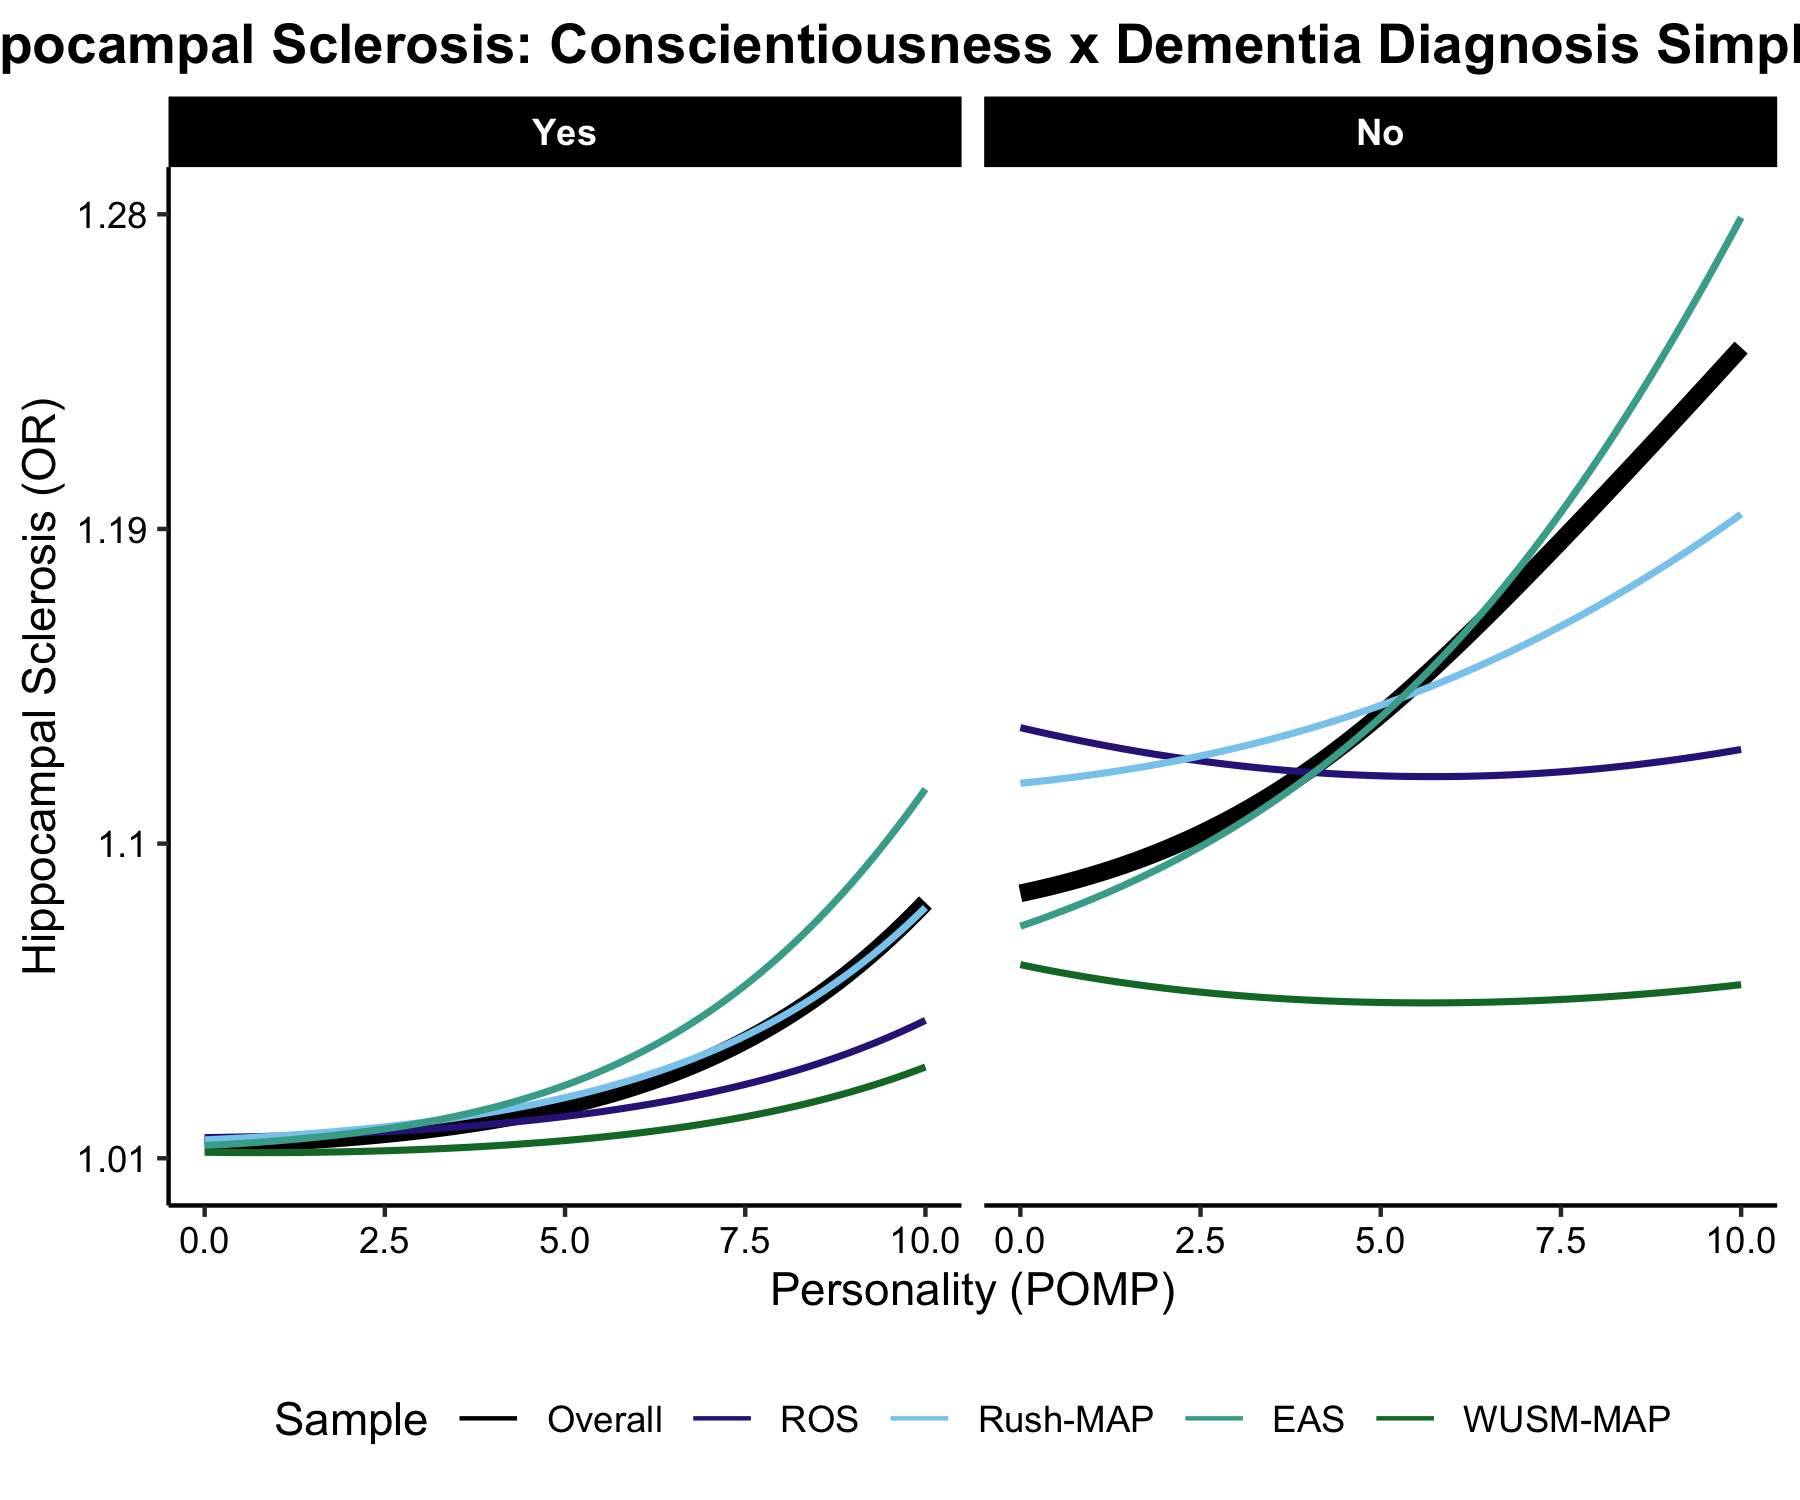 pocampal Sclerosis: Conscientiousness x Dementia Diagnosis Simpl
Yes
No
Hippocampal Sclerosis (OR)
1.28
1.19
1.1
1.01
0.0 2.5 5.0 7.5 10.0
0.0 2.5 5.0 7.5 10.0
Personality (POMP)
Sample Overall ROS Rush-MAP EAS WUSM-MAP